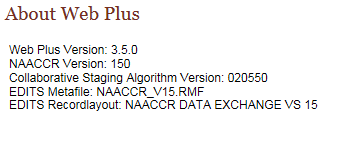 About Web Plus
Web Plus Version: 3.5.0
NAACCR Version: 150
Collaborative Staging Algorithm Version: 020550
EDITS Metafile: NAACCR_V15.RMF
EDITS Recordlayout: NAACCR DATA EXCHANGE VS 15